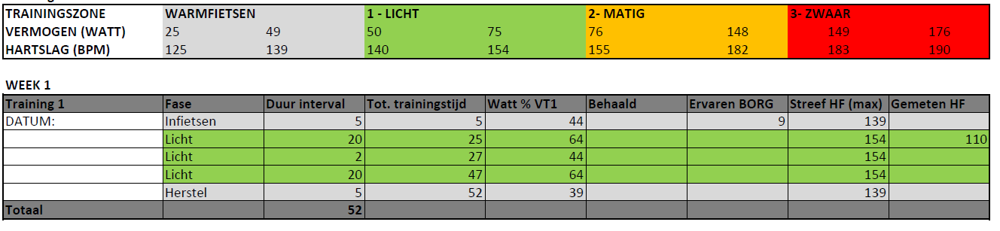 TRAININGSZONE WARMFIETSEN 1 - LICHT 2- MATIG 3- ZWAAR
VERMOGEN (WATT) 25 49 50 75 76 148 149 176
HARTSLAG (BPM) 125 139 140 154 155 182 183 190
WEEK 1
Training 1 Fase Duur interval Tot. trainingstijd Watt % VT1 Behaald Ervaren BORG Streef HF (max) Gemeten HF
DATUM: Infietsen 5 5 44 9 139
Licht 20 25 64 154 110
Licht 2 27 44 154
Licht 20 47 64 154
Herstel 5 52 39 139
Totaal 52